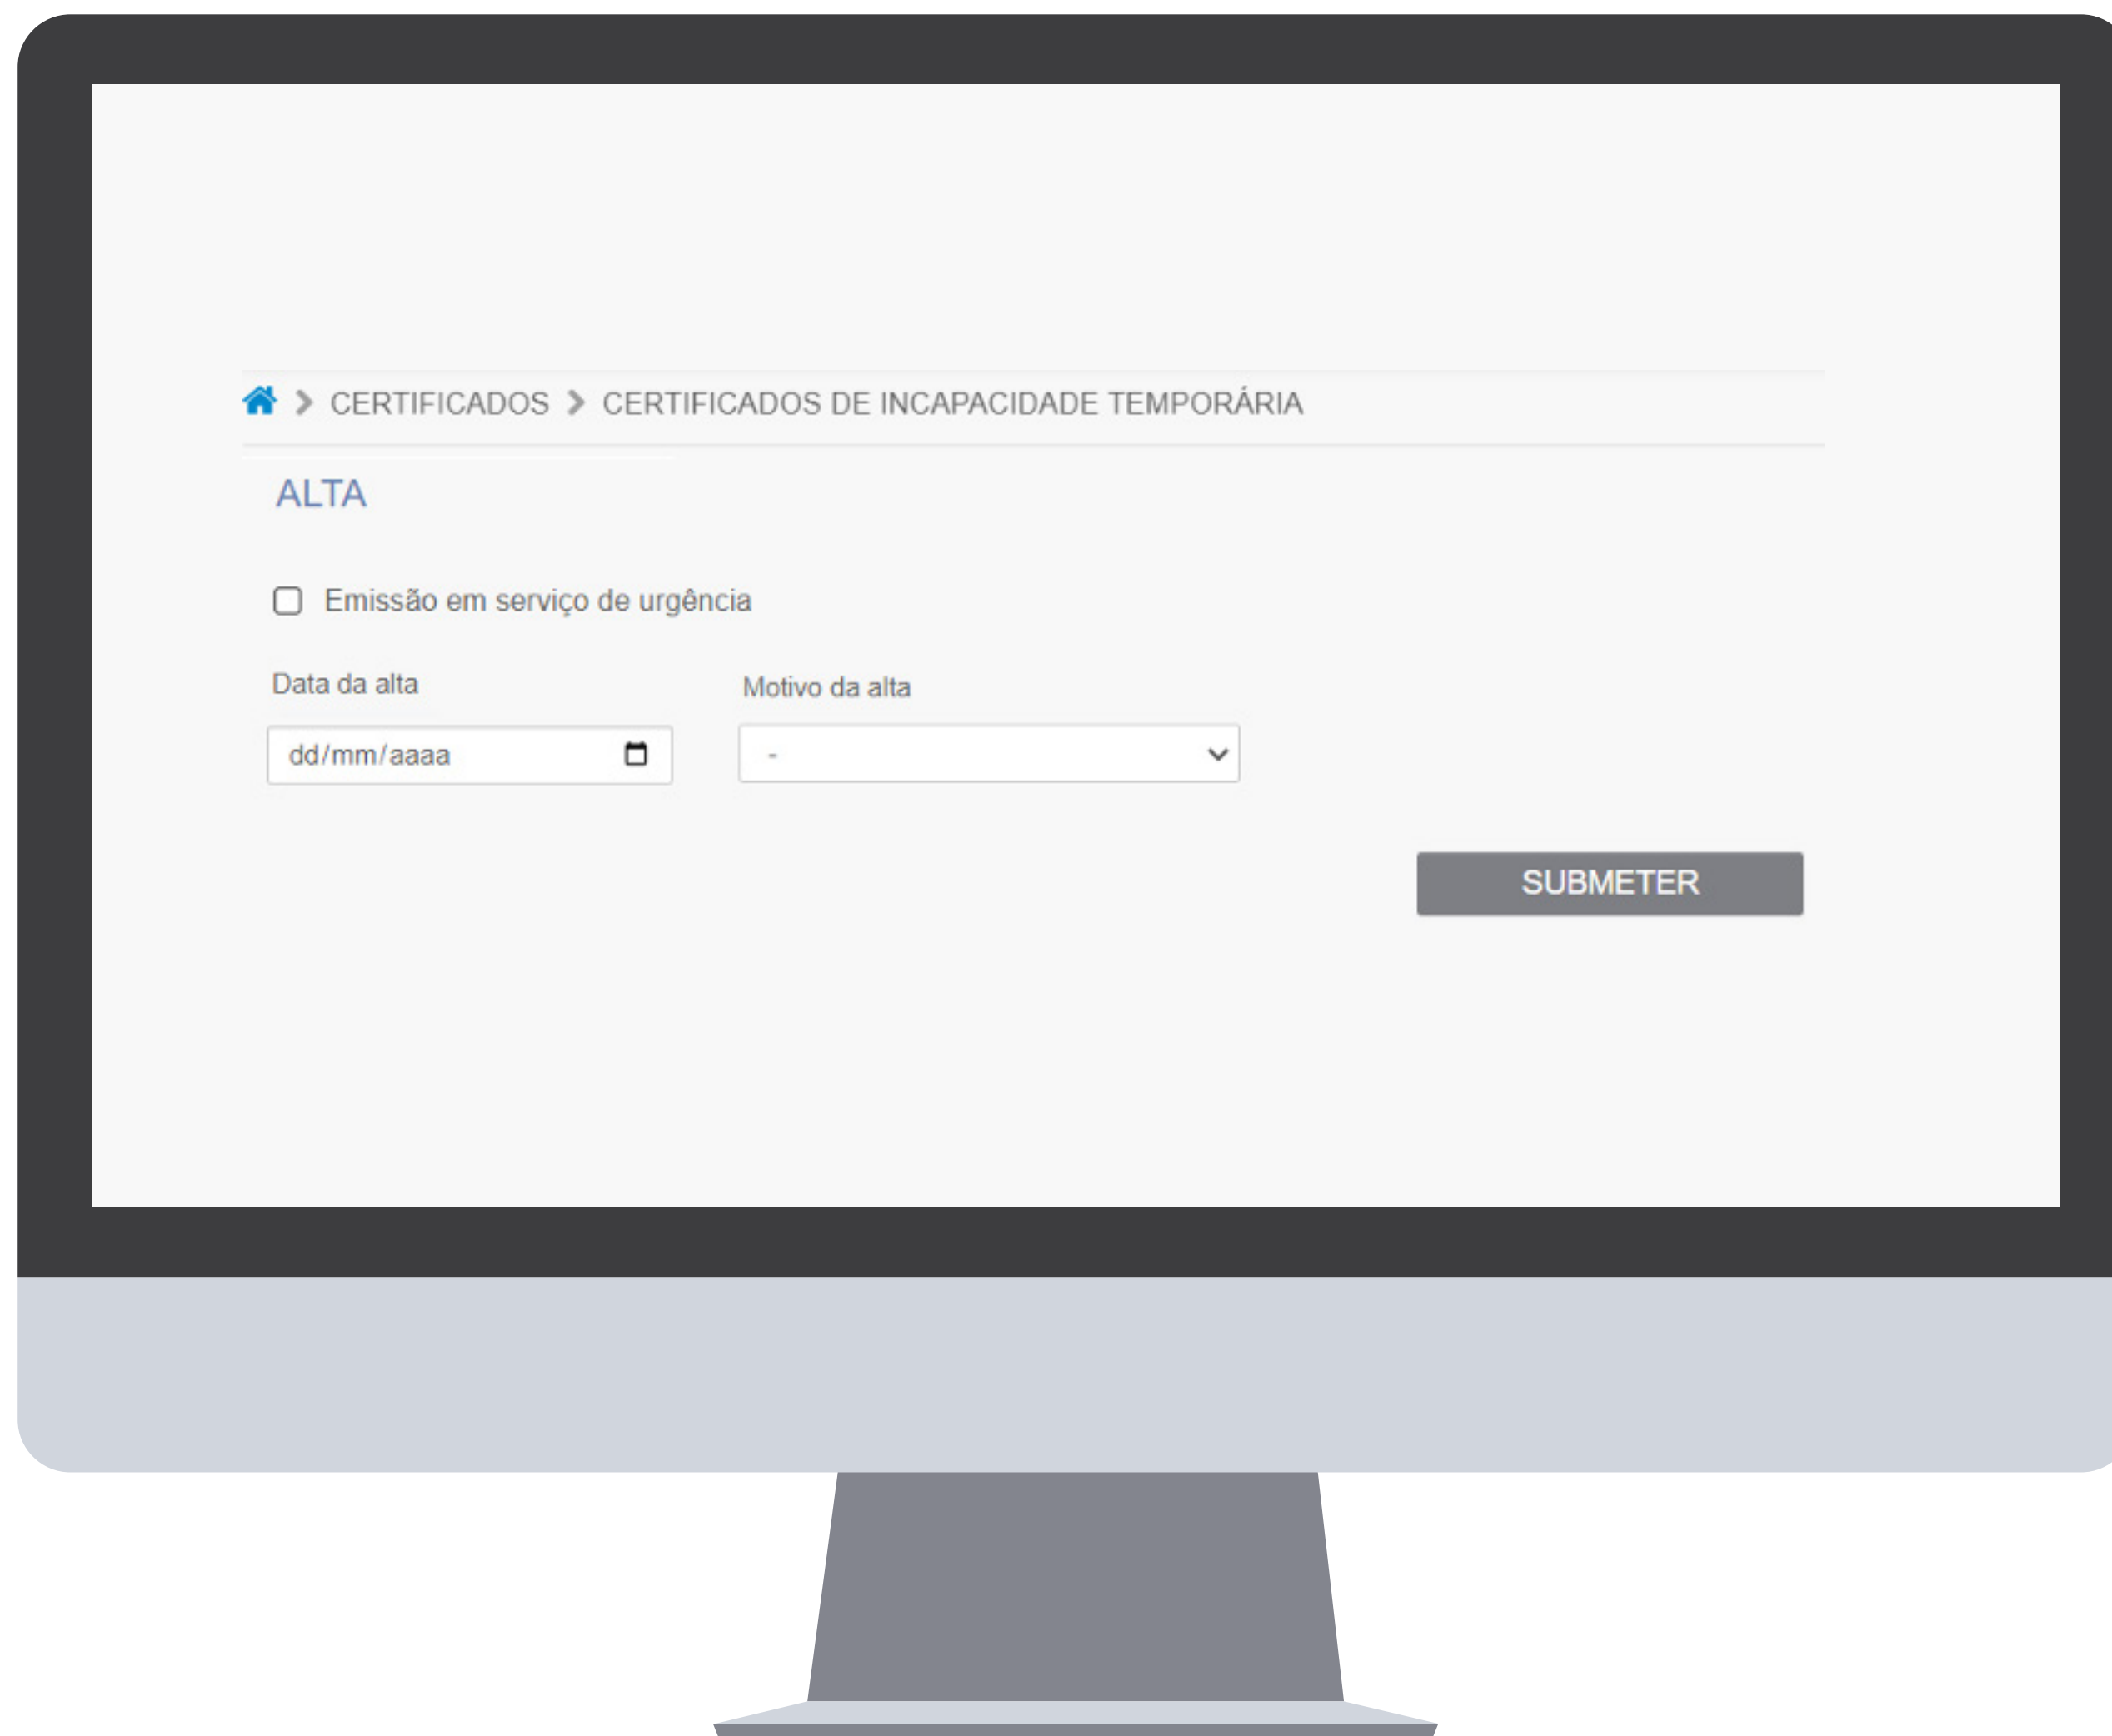 CERTIFICADOS > CERTIFICADOS DE INCAPACIDADE TEMPORÁRIA
ALTA
Emissão em serviço de urgência
Data da alta
Motivo da alta
dd/mm/aaaa
-
SUBMETER